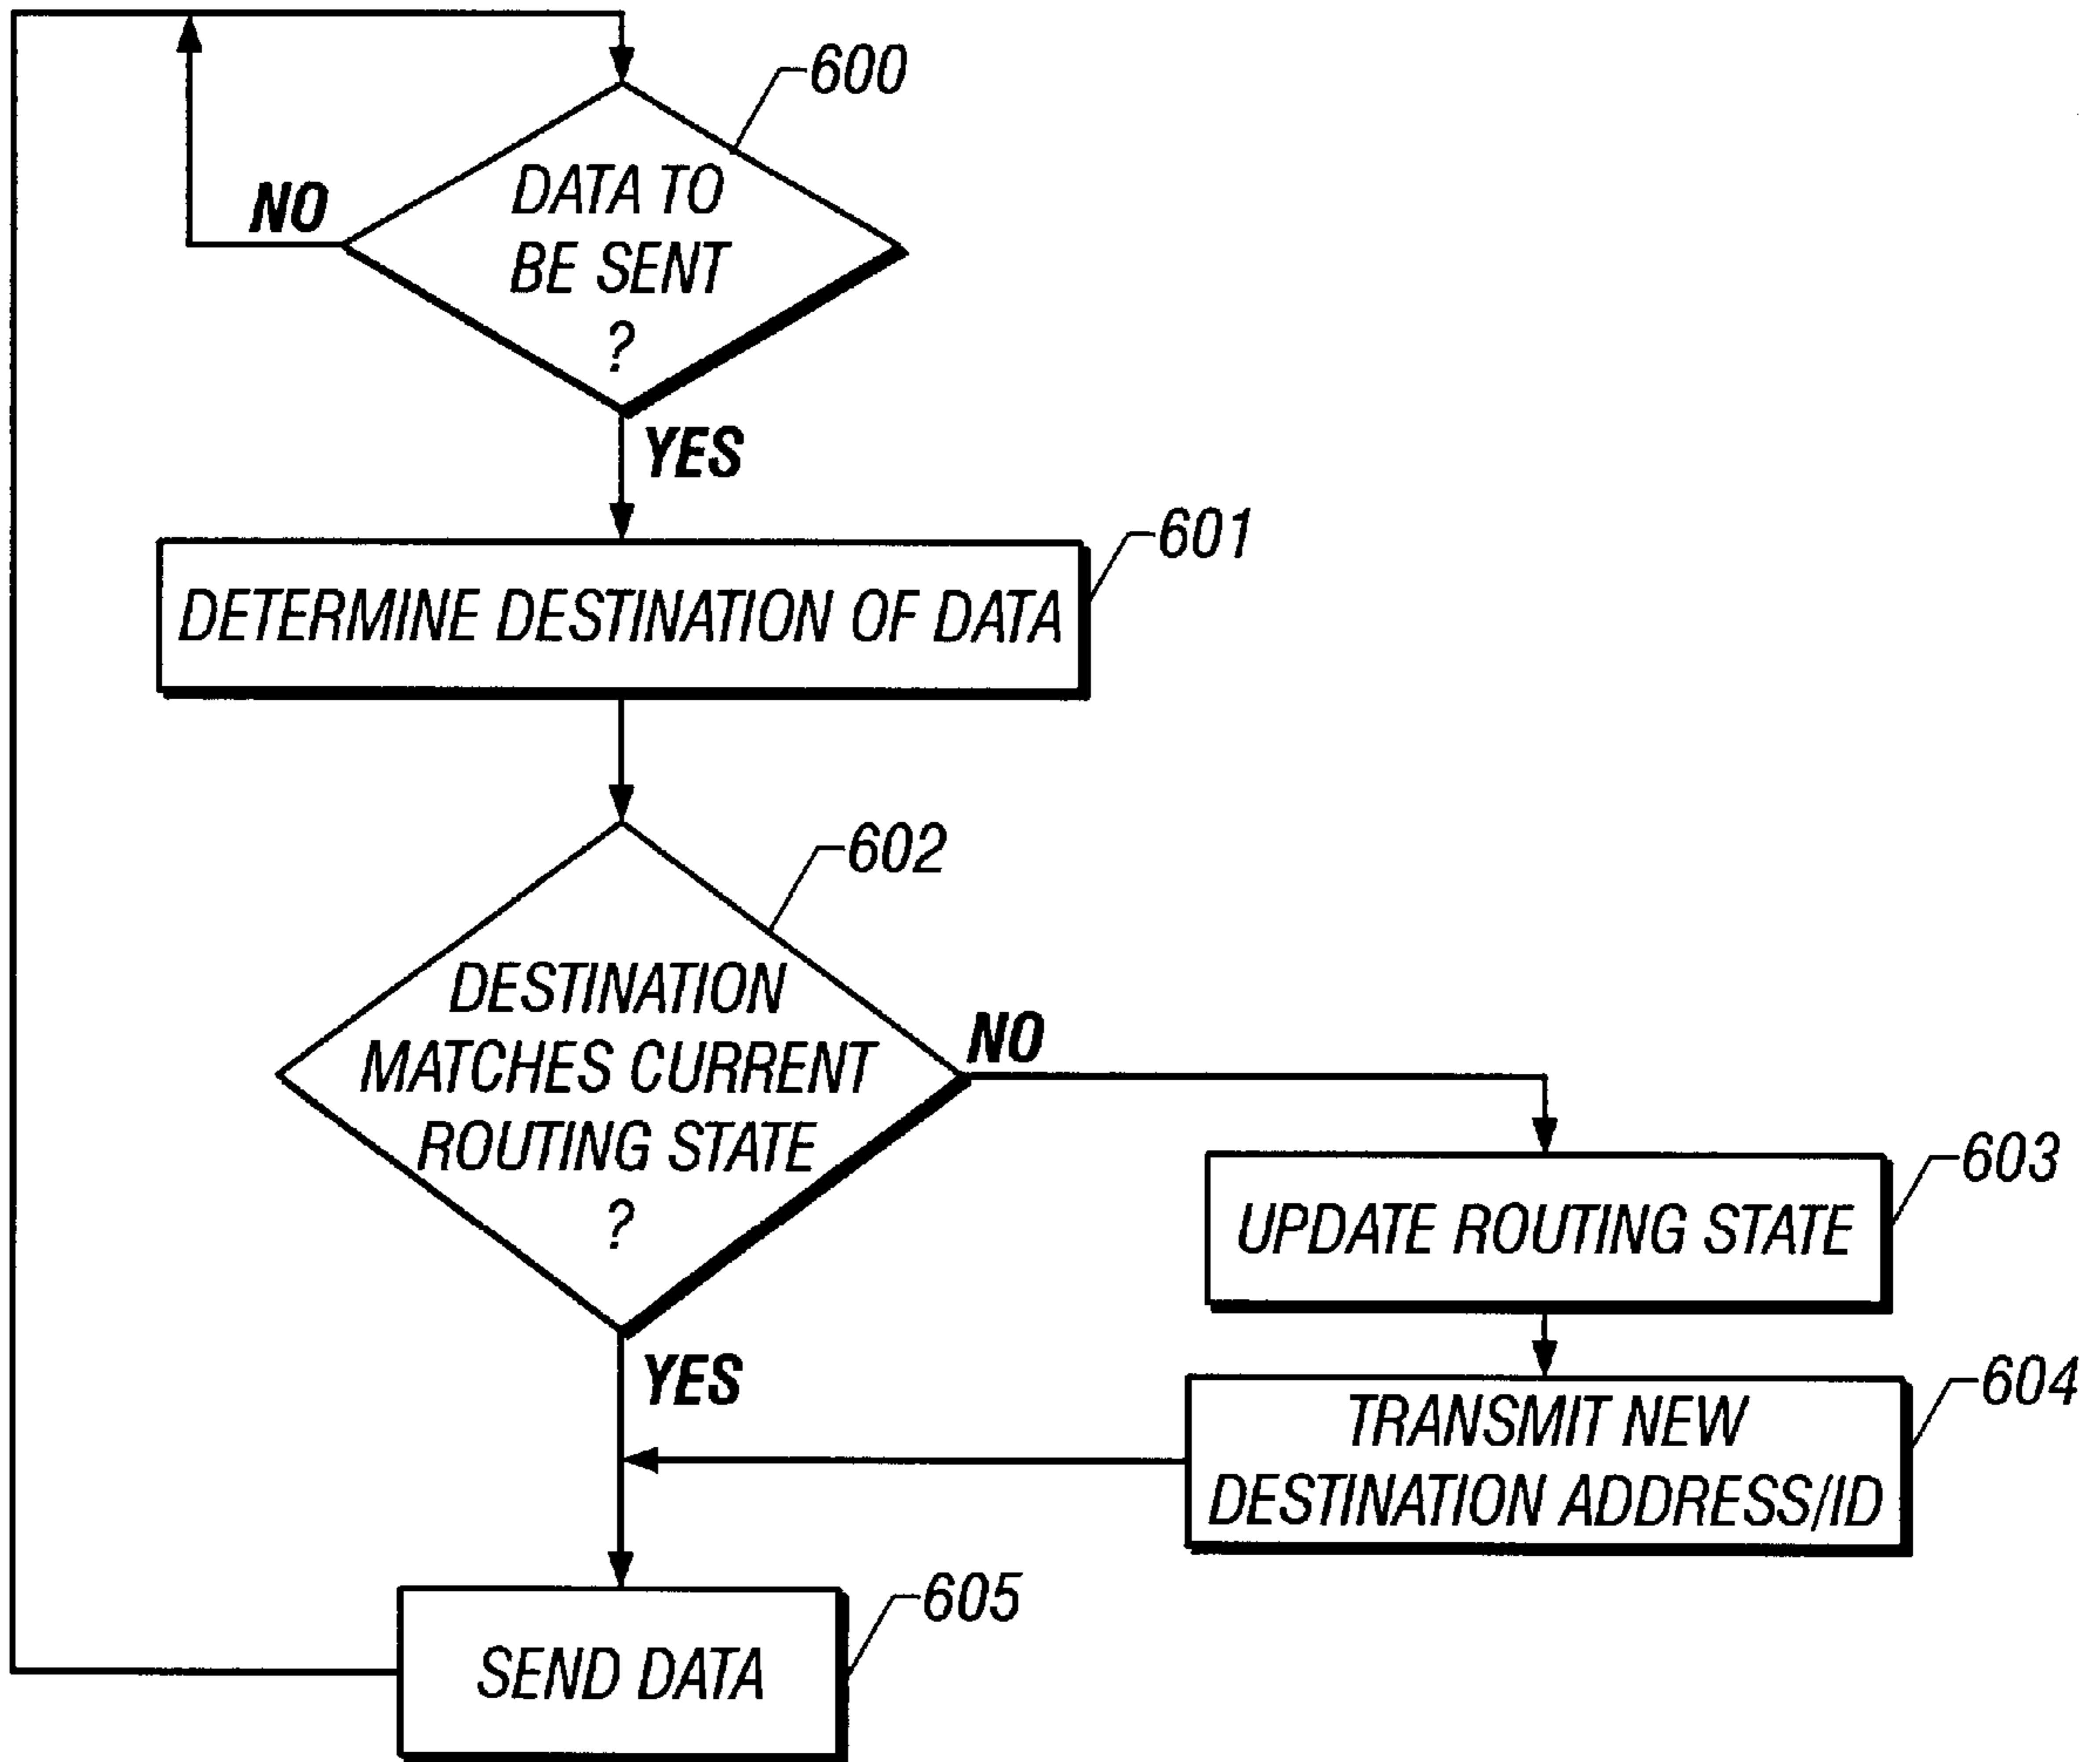 600
DATA TO
BE SENT
?
NO
YES
601
DETERMINE DESTINATION OF DATA
602
DESTINATION
MATCHES CURRENT
ROUTING STATE
?
NO
YES
603
UPDATE ROUTING STATE
604
TRANSMIT NEW
DESTINATION ADDRESS/ID
605
SEND DATA